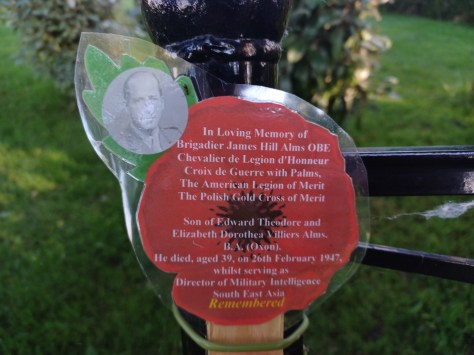 In Loving Memory of
Brigadier James Hill Alms OBE
Chevalier de Legion d'Honneur
Croix de Guerre with Palms,
The American Legion of Merit
The Polish Gold Cross of Merit
Son of Edward Theodore and
Elizabeth Dorothea Villiers Alms.
B.A. (Oxon).
He died, aged 39, on 26th February 1947,
whilst serving as
Director of Military Intelligence
South East Asia
Remembered